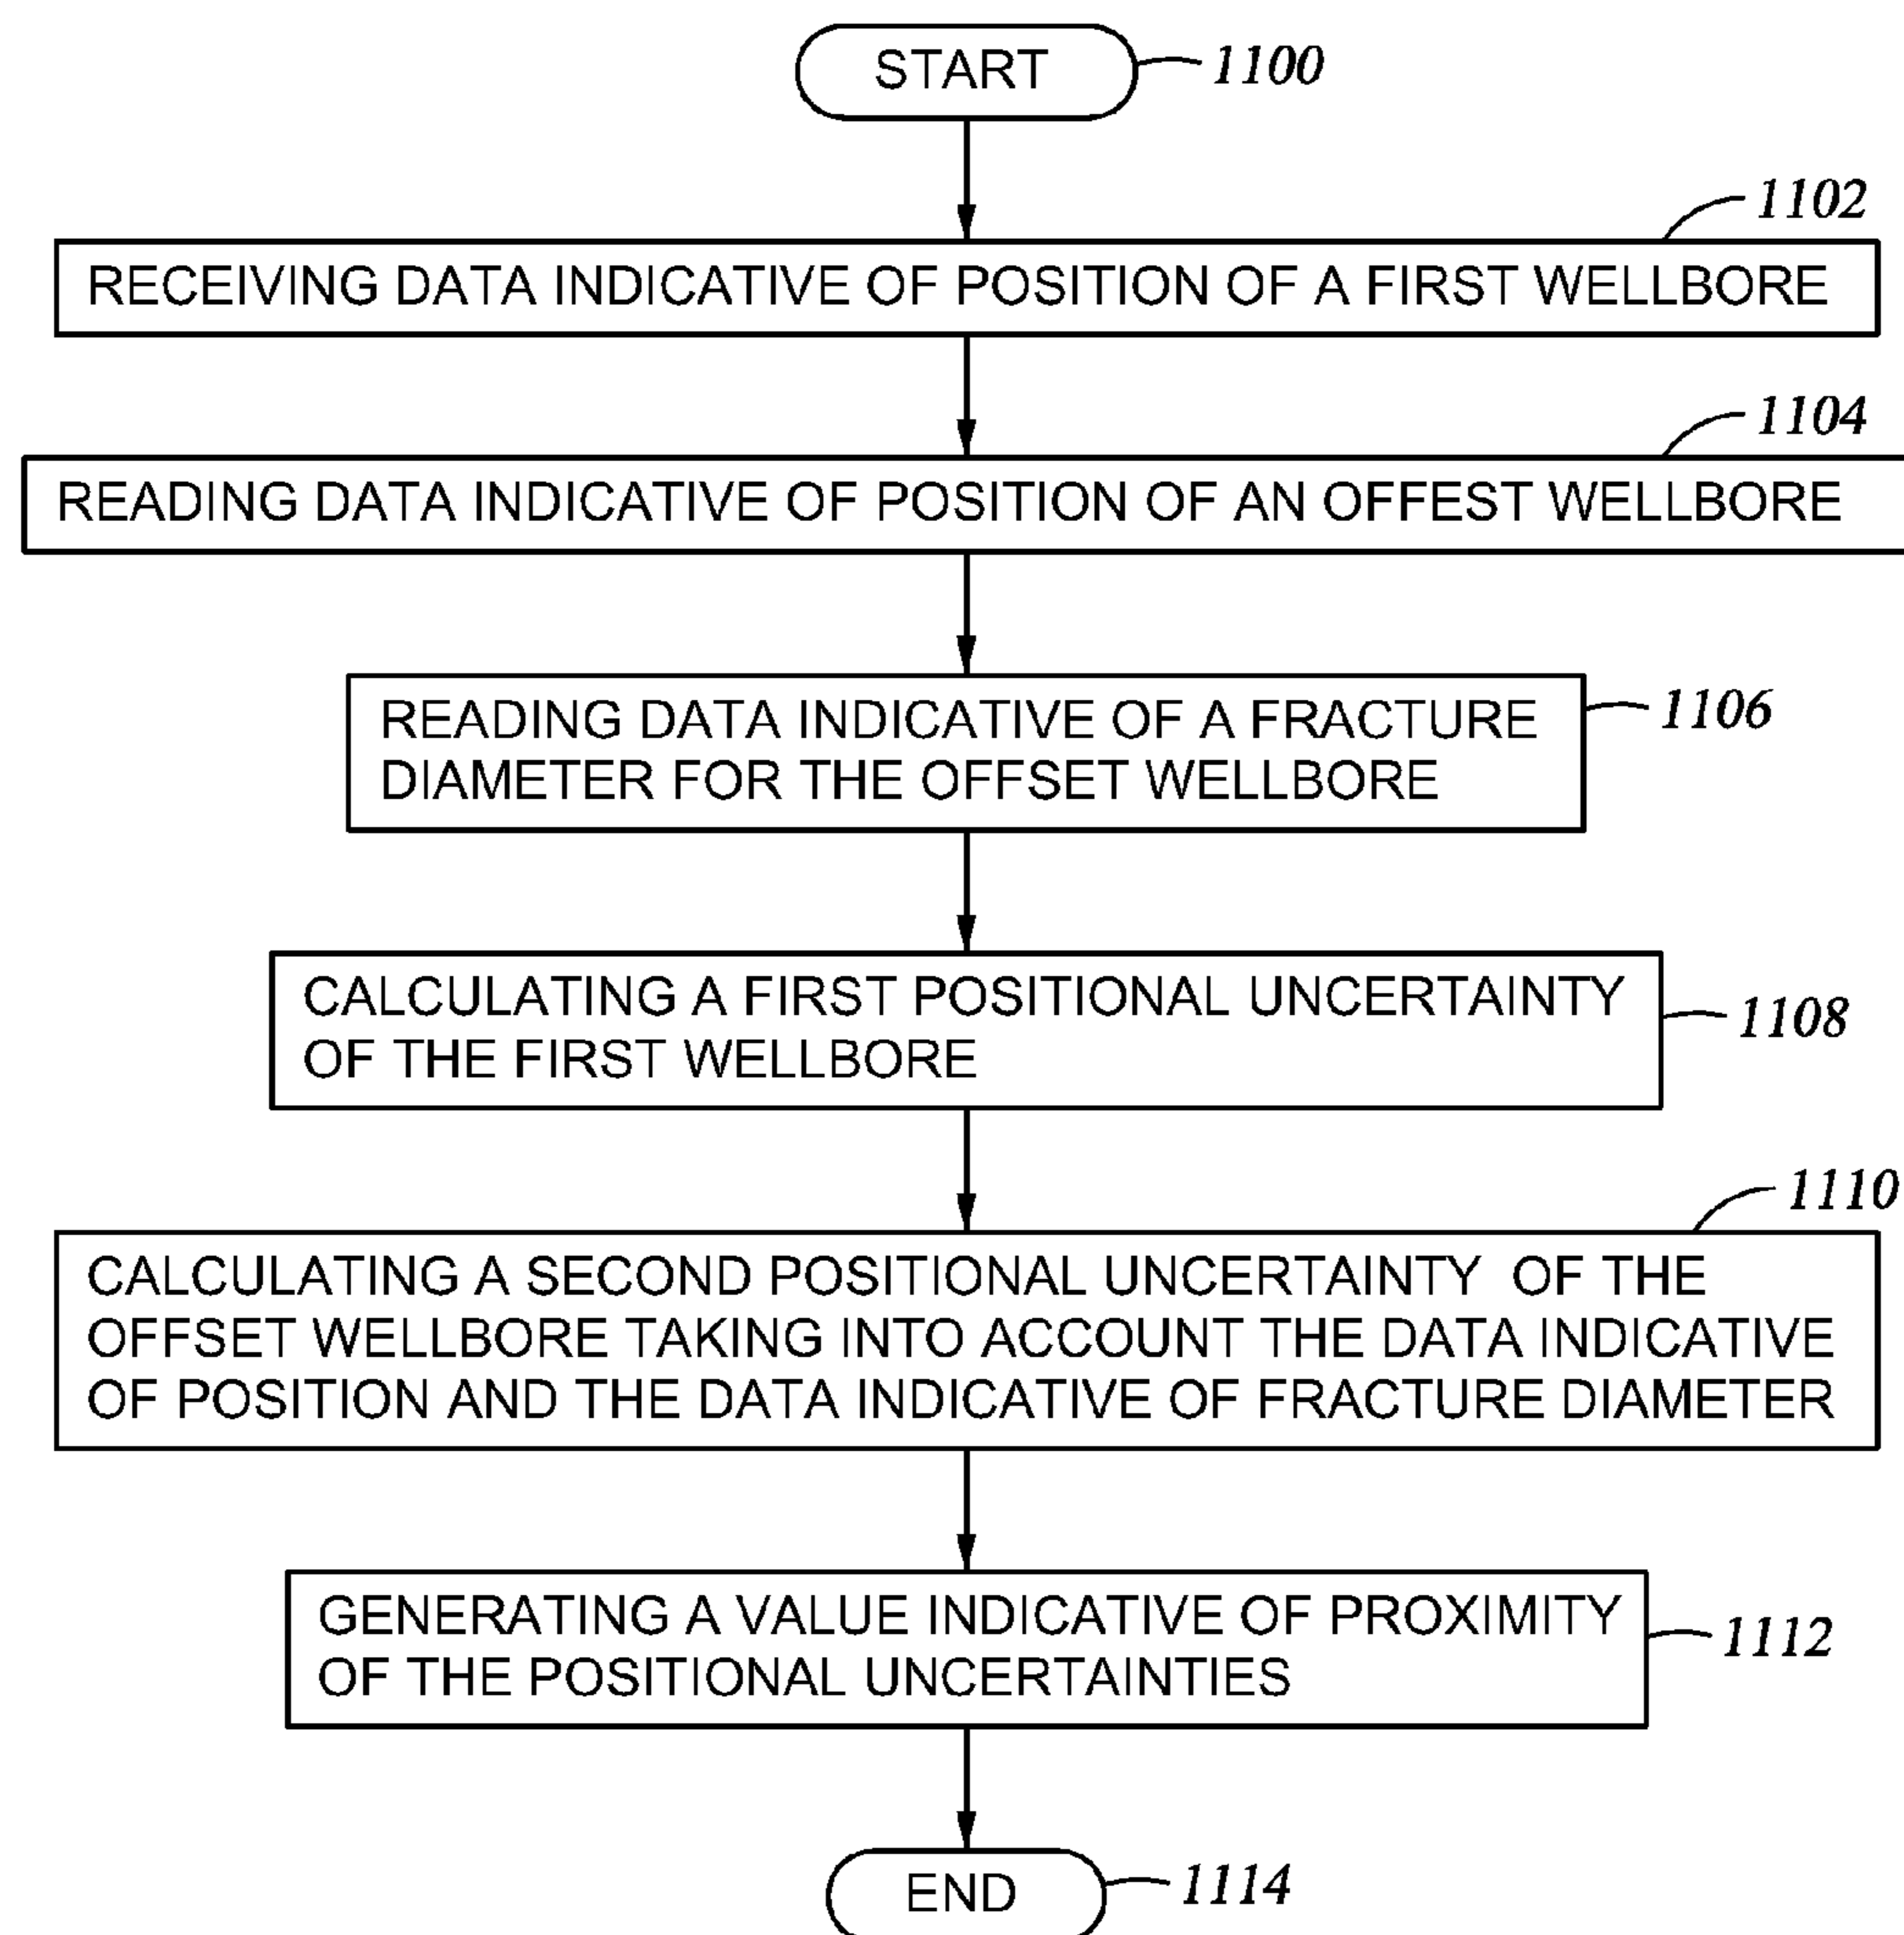 START
1100
1102
RECEIVING DATA INDICATIVE OF POSITION OF A FIRST WELLBORE
1104
READING DATA INDICATIVE OF POSITION OF AN OFFEST WELLBORE
READING DATA INDICATIVE OF A FRACTURE
DIAMETER FOR THE OFFSET WELLBORE
1106
CALCULATING A FIRST POSITIONAL UNCERTAINTY
OF THE FIRST WELLBORE
1108
1110
CALCULATING A SECOND POSITIONAL UNCERTAINTY OF THE
OFFSET WELLBORE TAKING INTO ACCOUNT THE DATA INDICATIVE
OF POSITION AND THE DATA INDICATIVE OF FRACTURE DIAMETER
GENERATING A VALUE INDICATIVE OF PROXIMITY
OF THE POSITIONAL UNCERTAINTIES
1112
END
1114